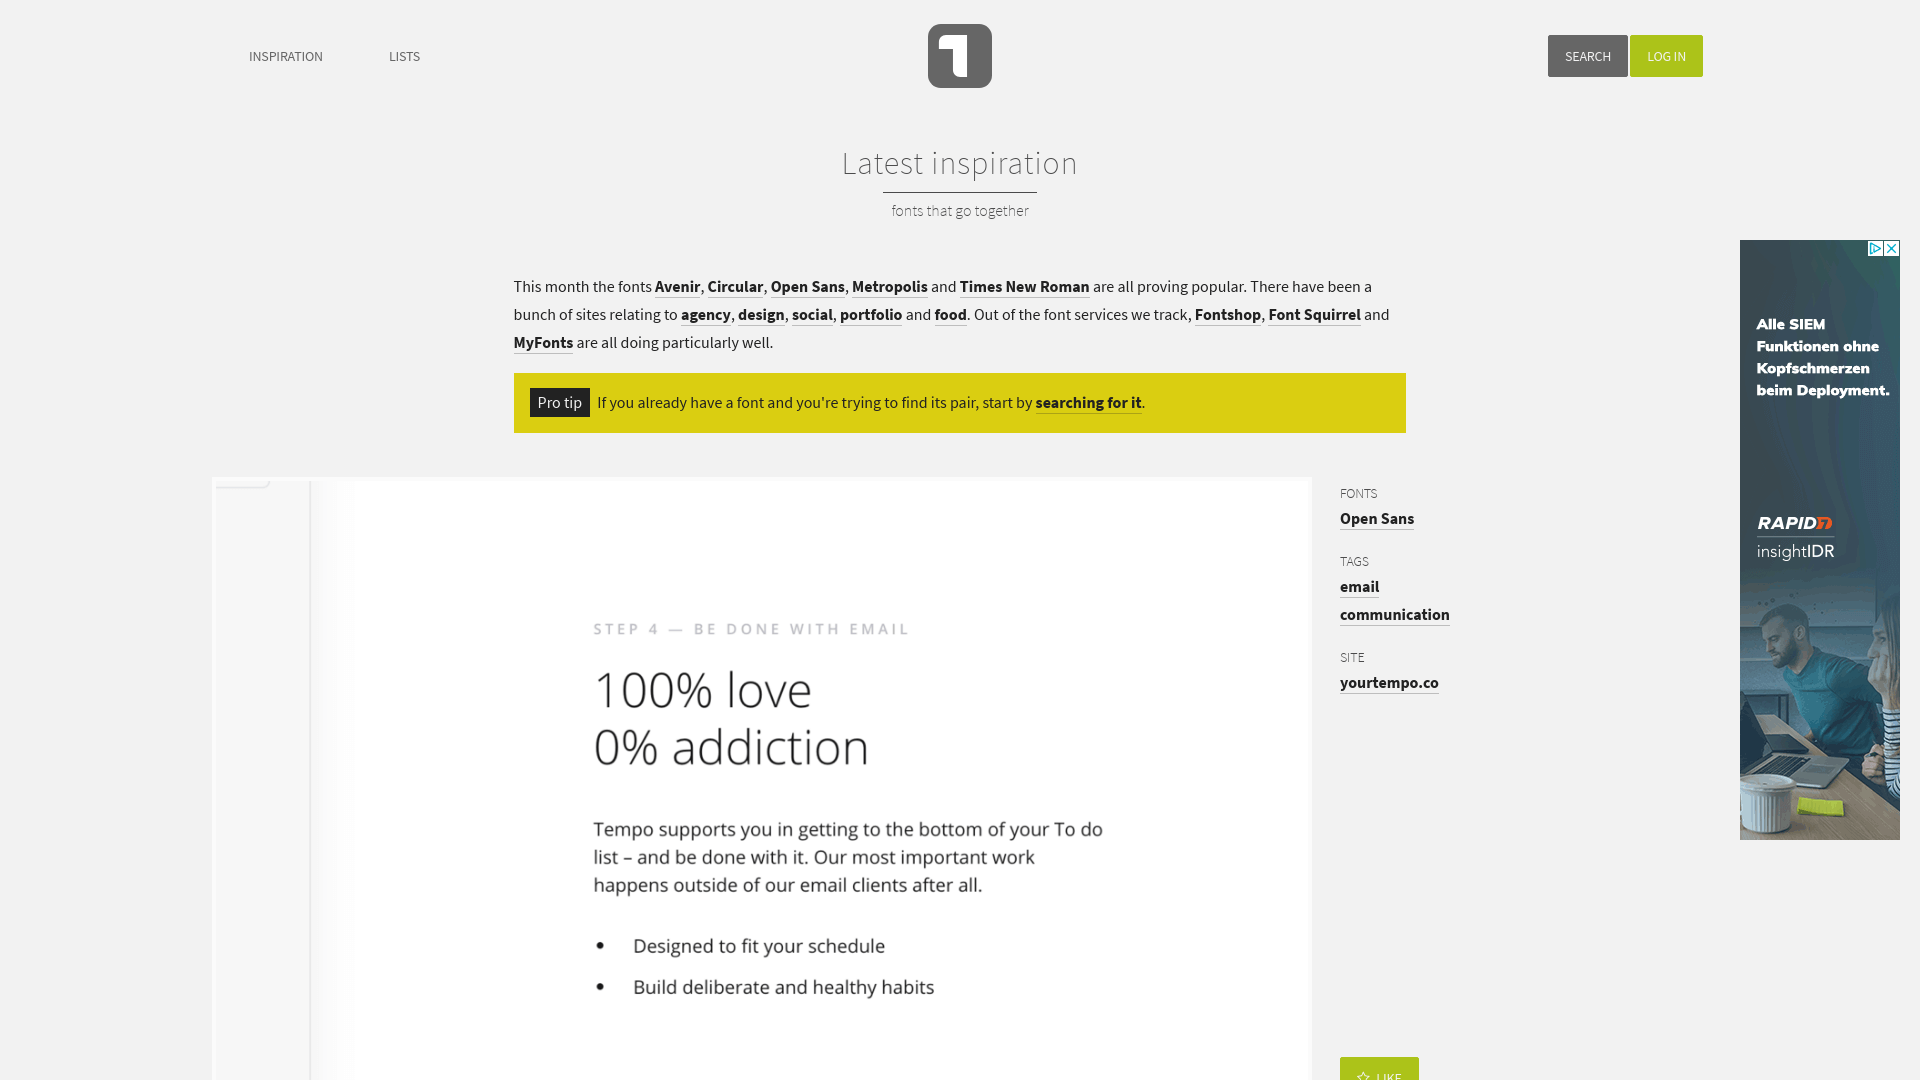 INSPIRATION
LISTS
SEARCH
LOG IN
Latest inspiration
fonts that go together
This month the fonts Avenir, Circular, Open Sans, Metropolis and Times New Roman are all proving popular. There have been a
bunch of sites relating to agency, design, social, portfolio and food. Out of the font services we track, Fontshop, Font Squirrel and
MyFonts are all doing particularly well.
Pro tip If you already have a font and you're trying to find its pair, start by searching for it.
STEP 4 — BE DONE WITH EMAIL
100% love
0% addiction
Tempo supports you in getting to the bottom of your To do
list – and be done with it. Our most important work
happens outside of our email clients after all.
• Designed to fit your schedule
• Build deliberate and healthy habits
FONTS
Open Sans
TAGS
email
communication
SITE
yourtempo.co
LIKE
Alle SIEM
Funktionen ohne
Kopfschmerzen
beim Deployment.
RAPID7
insightIDR